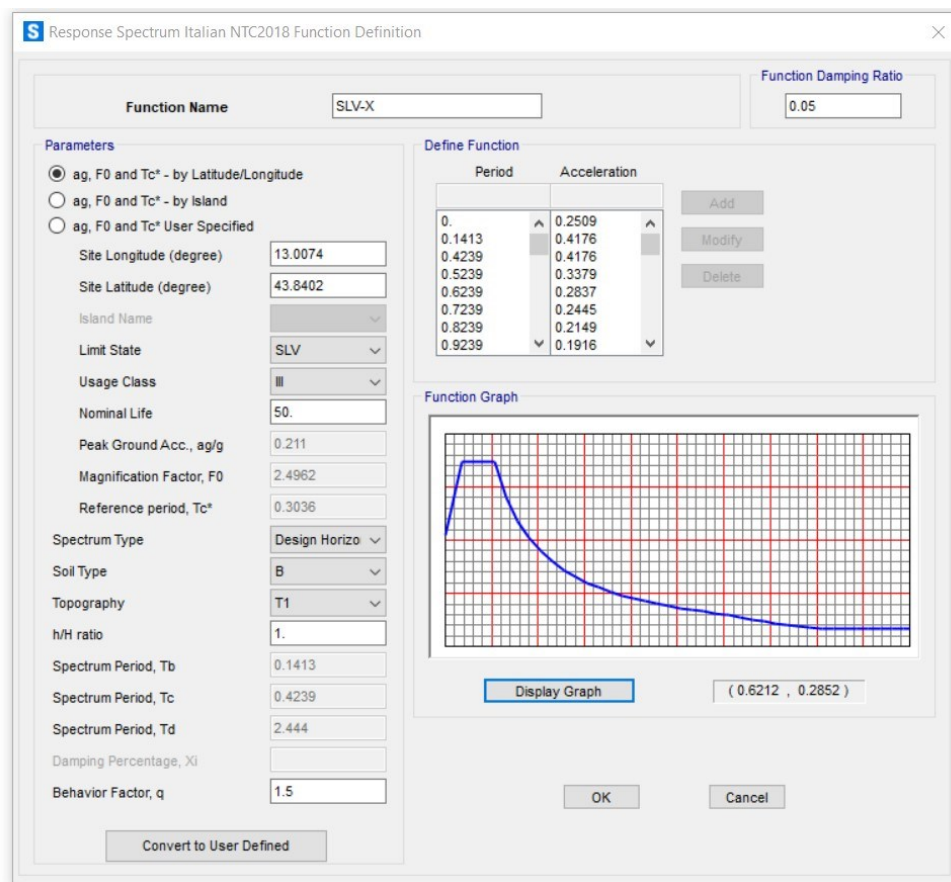 S Response Spectrum Italian NTC2018 Function Definition
Function Name
SLV-X
Function Damping Ratio
0.05
Parameters
ag, F0 and Tc* - by Latitude/Longitude
ag, F0 and Tc* - by Island
ag, F0 and Tc* User Specified
Site Longitude (degree) 13.0074
Site Latitude (degree) 43.8402
Island Name
Limit State SLV
Usage Class III
Nominal Life 50.
Peak Ground Acc., ag/g 0.211
Magnification Factor, F0 2.4962
Reference period, Tc* 0.3036
Spectrum Type Design Horizo
Soil Type B
Topography T1
h/H ratio 1.
Spectrum Period, Tb 0.1413
Spectrum Period, Tc 0.4239
Spectrum Period, Td 2.444
Damping Percentage, Xi
Behavior Factor, q 1.5
Convert to User Defined
Define Function
Period Acceleration
0. 0.2509
0.1413 0.4176
0.4239 0.4176
0.5239 0.3379
0.6239 0.2837
0.7239 0.2445
0.8239 0.2149
0.9239 0.1916
Add
Modify
Delete
Function Graph
Display Graph
( 0.6212 , 0.2852 )
OK
Cancel